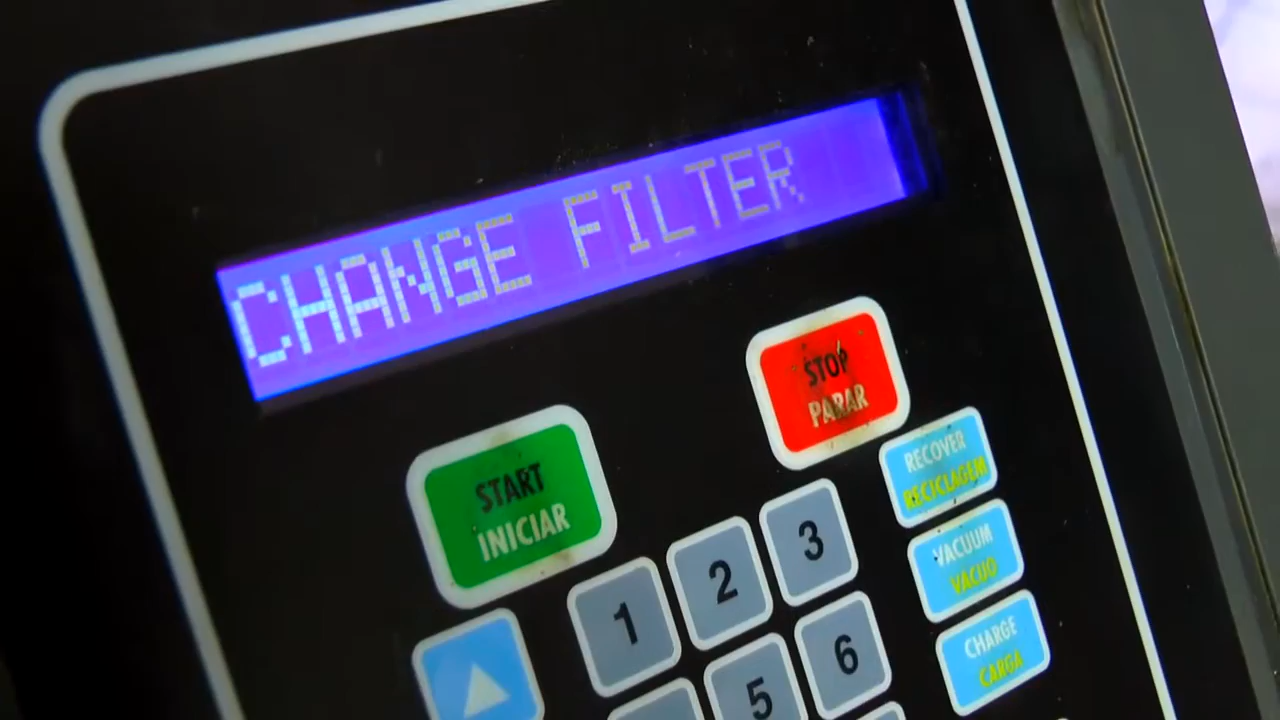 CHANGE FILTER
STOP
PARAR
START
INICIAR
RECOVER
RECICLAGEM
VACUUM
VACUO
CHARGE
CARGA
1
2
3
5
6